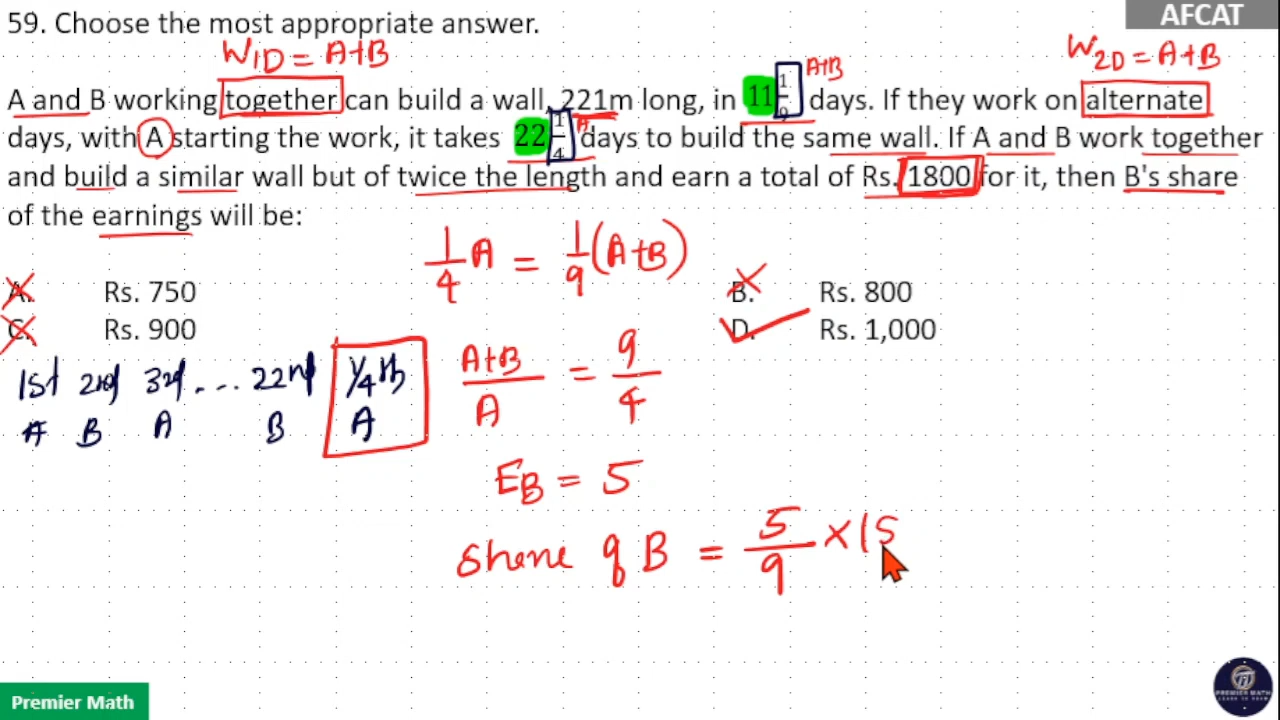 59. Choose the most appropriate answer.
AFCAT
W1D = A+B
W2D = A+B
A+B
A and B working together can build a wall, 221m long, in 11 1/9 days. If they work on alternate
A
days, with A starting the work, it takes 22 1/4 days to build the same wall. If A and B work together
and build a similar wall but of twice the length and earn a total of Rs. 1800 for it, then B's share
of the earnings will be:
1/4 A = 1/9 (A+B)
A. Rs. 750 B. Rs. 800
C. Rs. 900 D. Rs. 1,000
1st 2nd 3rd ... 22nd 1/4 th
A B A B A
A+B/A = 9/4
EB = 5
Share of B = 5/9 × 15
Premier Math
PREMIER MATH